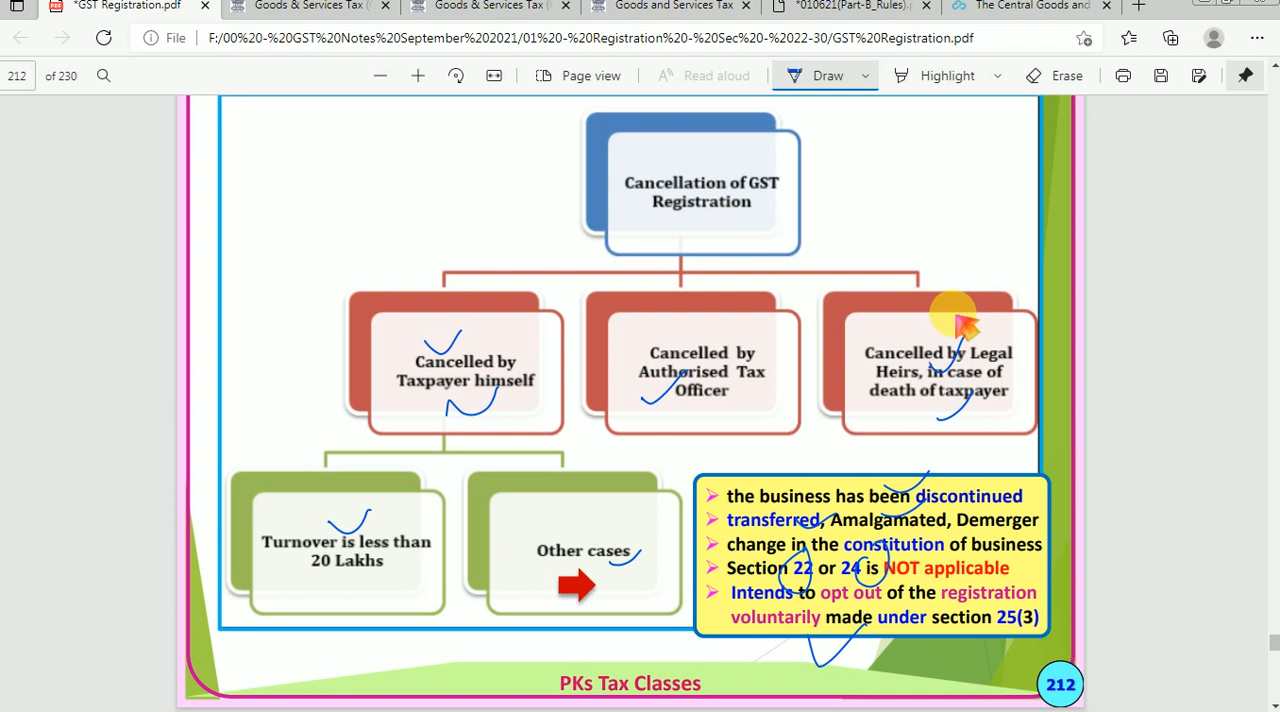 *GST Registration.pdf
Goods & Services Tax (
Goods & Services Tax (
Goods and Services Tax
*010621(Part-B_Rules).p
The Central Goods and
File
F:/00%20-%20GST%20Notes%20September%202021/01%20-%20Registration%20-%20Sec%20-%2022-30/GST%20Registration.pdf
212 of 230
Page view
Read aloud
Draw
Highlight
Erase
Cancellation of GST
Registration
Cancelled by
Taxpayer himself
Cancelled by
Authorised Tax
Officer
Cancelled by Legal
Heirs, in case of
death of taxpayer
Turnover is less than
20 Lakhs
Other cases
the business has been discontinued
transferred, Amalgamated, Demerger
change in the constitution of business
Section 22 or 24 is NOT applicable
Intends to opt out of the registration
voluntarily made under section 25(3)
PKs Tax Classes
212